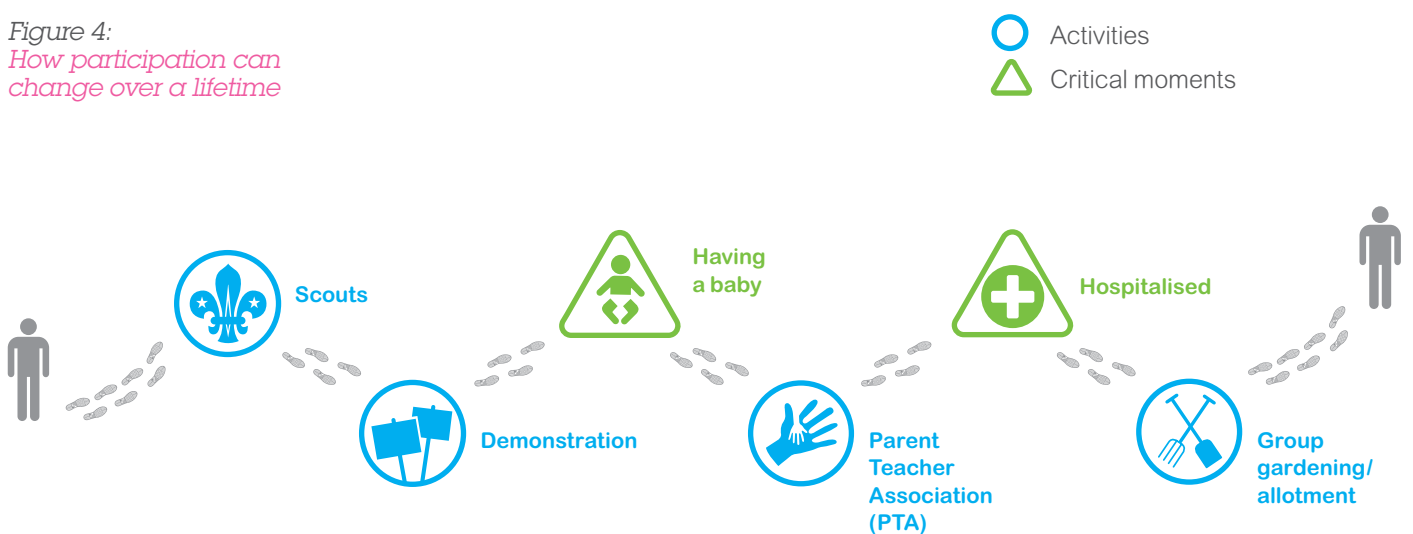 Figure 4:
How participation can
change over a lifetime
Activities
Critical moments
Scouts
Demonstration
Having
a baby
Parent
Teacher
Association
(PTA)
Hospitalised
Group
gardening/
allotment